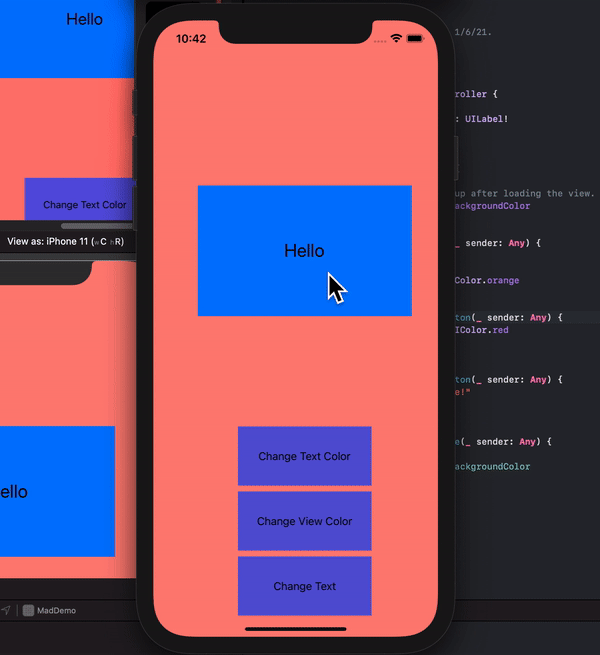 Hello
Change Text Color
View as: iPhone 11 (wC hR)
ello
MadDemo
10:42
Hello
Change Text Color
Change View Color
Change Text
1/6/21.
roller {
: UILabel!
up after loading the view.
ackgroundColor
_ sender: Any) {
Color.orange
ton(_ sender: Any) {
IColor.red
ton(_ sender: Any) {
e!"
e(_ sender: Any) {
ackgroundColor